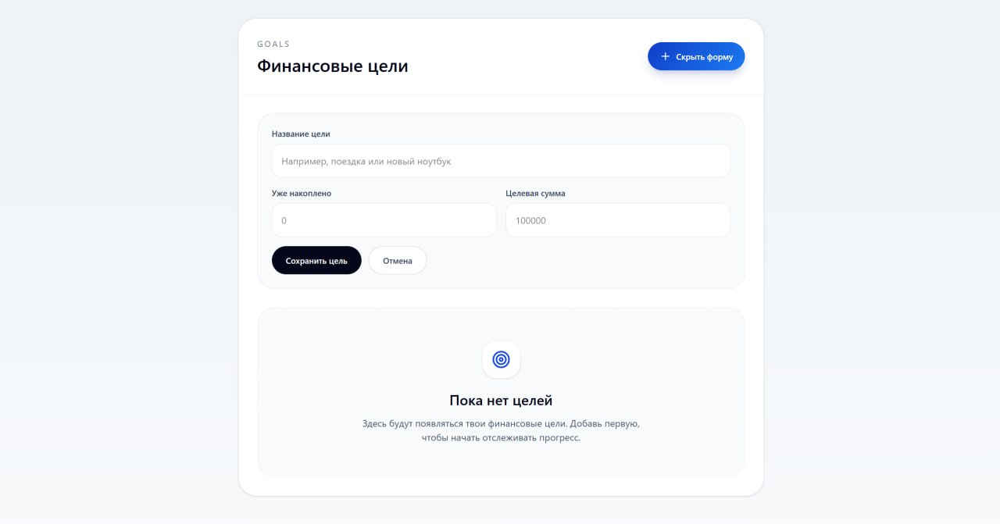 GOALS
Финансовые цели
Скрыть форму
Название цели
Например, поездка или новый ноутбук
Уже накоплено
Целевая сумма
0
100000
Сохранить цель
Отмена
Пока нет целей
Здесь будут появляться твои финансовые цели. Добавь первую,
чтобы начать отслеживать прогресс.